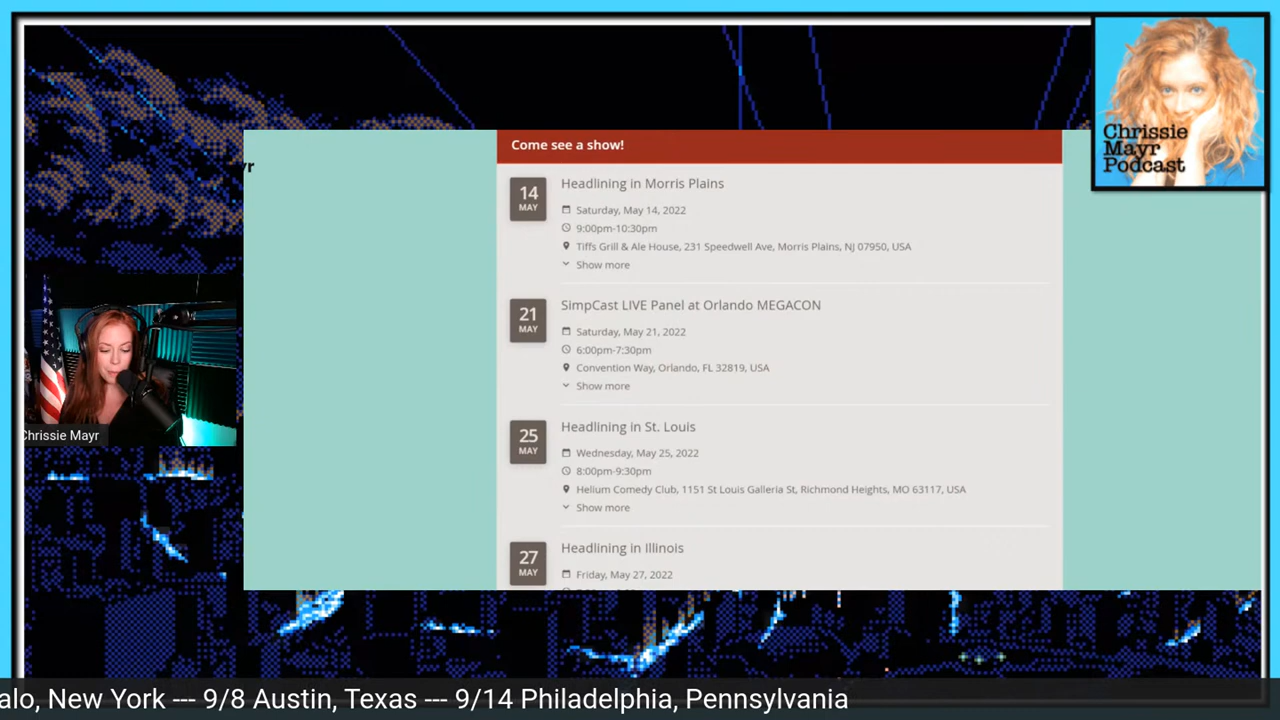 Come see a show!
14
MAY
Headlining in Morris Plains
Saturday, May 14, 2022
9:00pm-10:30pm
Tiffs Grill & Ale House, 231 Speedwell Ave, Morris Plains, NJ 07950, USA
Show more
21
MAY
SimpCast LIVE Panel at Orlando MEGACON
Saturday, May 21, 2022
6:00pm-7:30pm
Convention Way, Orlando, FL 32819, USA
Show more
25
MAY
Headlining in St. Louis
Wednesday, May 25, 2022
8:00pm-9:30pm
Helium Comedy Club, 1151 St Louis Galleria St, Richmond Heights, MO 63117, USA
Show more
27
MAY
Headlining in Illinois
Friday, May 27, 2022
Chrissie
Mayr
Podcast
yr
Chrissie Mayr
alo, New York --- 9/8 Austin, Texas --- 9/14 Philadelphia, Pennsylvania